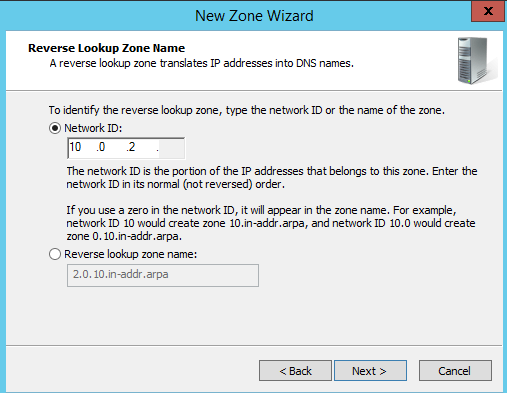 New Zone Wizard
X
Reverse Lookup Zone Name
A reverse lookup zone translates IP addresses into DNS names.
To identify the reverse lookup zone, type the network ID or the name of the zone.
Network ID:
10 .0 .2 .
The network ID is the portion of the IP addresses that belongs to this zone. Enter the
network ID in its normal (not reversed) order.
If you use a zero in the network ID, it will appear in the zone name. For example,
network ID 10 would create zone 10.in-addr.arpa, and network ID 10.0 would create
zone 0.10.in-addr.arpa.
Reverse lookup zone name:
2.0.10.in-addr.arpa
< Back Next > Cancel